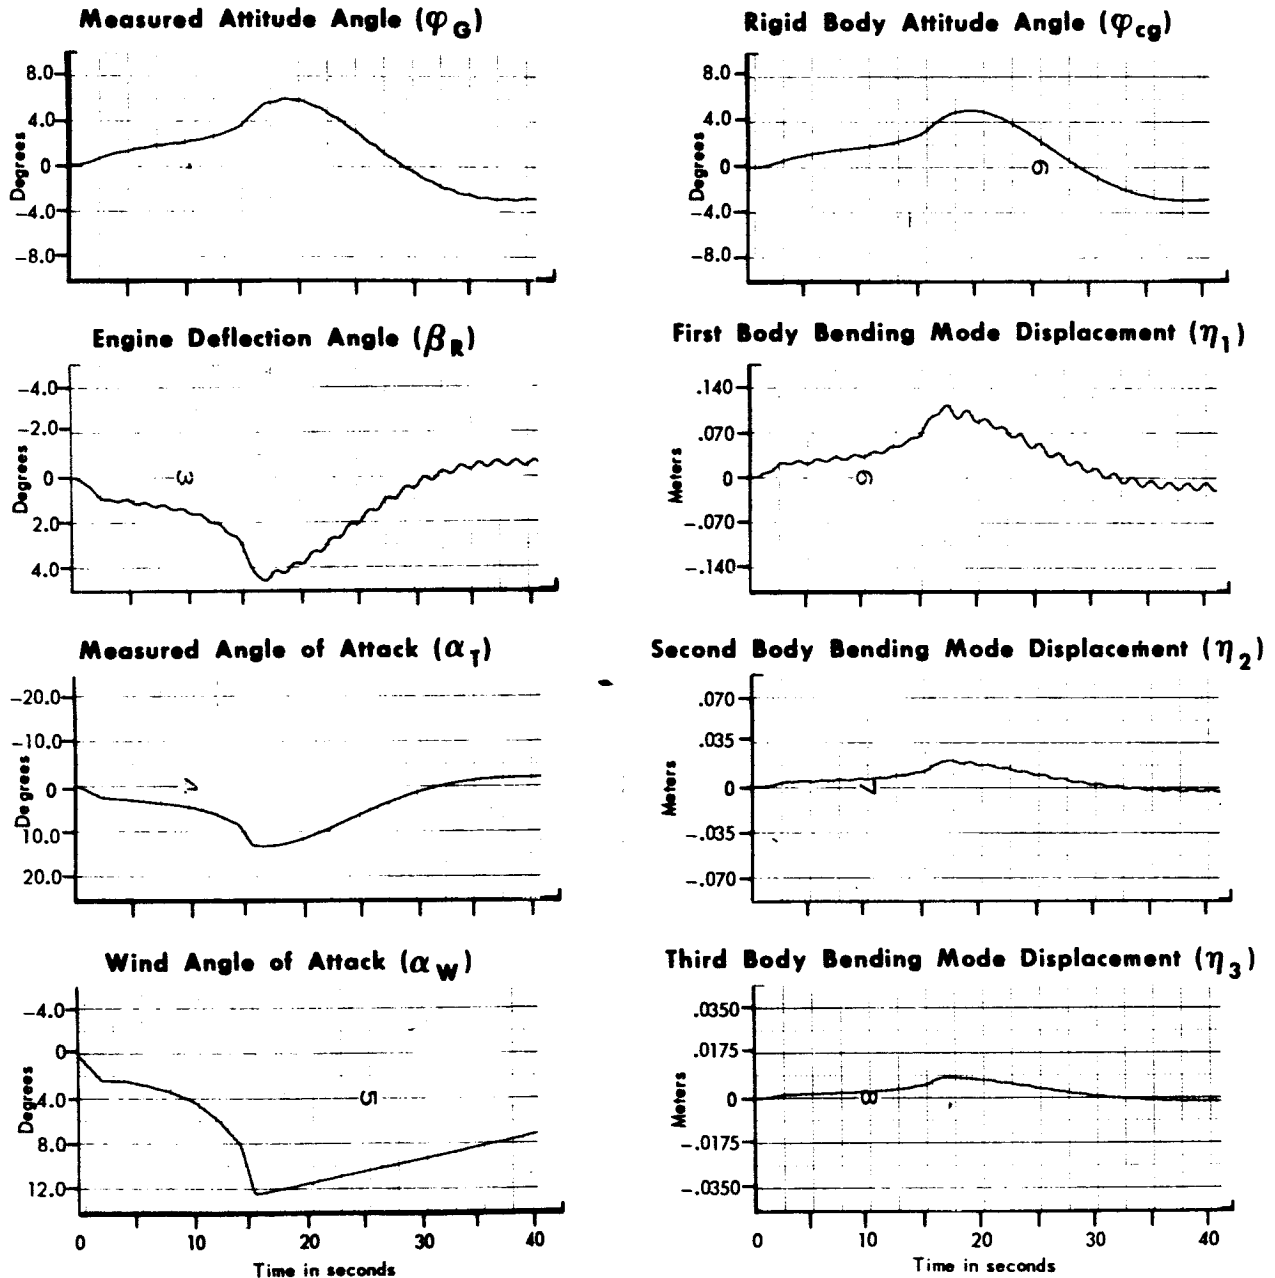 Measured Attitude Angle (φG)
8.0
4.0
0
-4.0
-8.0
Degrees
Rigid Body Attitude Angle (φcg)
8.0
4.0
0
-4.0
-8.0
Degrees
6
Engine Deflection Angle (βR)
-4.0
-2.0
0
2.0
4.0
Degrees
3
First Body Bending Mode Displacement (η1)
.140
.070
0
-.070
-.140
Meters
6
Measured Angle of Attack (αT)
-20.0
-10.0
0
10.0
20.0
Degrees
Second Body Bending Mode Displacement (η2)
.070
.035
0
-.035
-.070
Meters
7
Wind Angle of Attack (αW)
-4.0
0
4.0
8.0
12.0
Degrees
5
0 10 20 30 40
Time in seconds
Third Body Bending Mode Displacement (η3)
.0350
.0175
0
-.0175
-.0350
Meters
8
0 10 20 30 40
Time in seconds